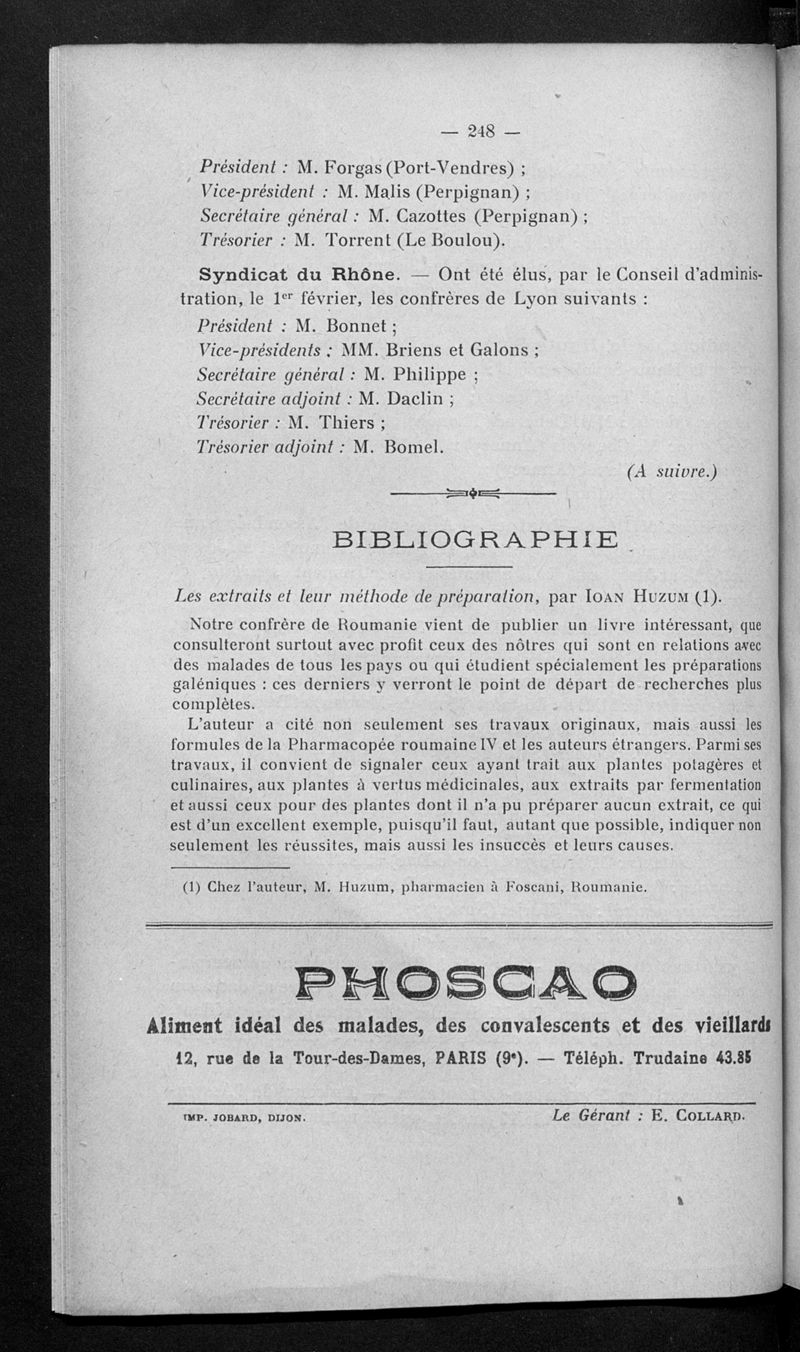 — 248 —
Président : M. Forgas (Port-Vendres) ;
Vice-président : M. Malis (Perpignan) ;
Secrétaire général : M. Cazottes (Perpignan) ;
Trésorier : M. Torrent (Le Boulou).
Syndicat du Rhône. — Ont été élus, par le Conseil d'adminis-
tration, le 1er février, les confrères de Lyon suivants :
Président : M. Bonnet ;
Vice-présidents : MM. Briens et Galons ;
Secrétaire général : M. Philippe ;
Secrétaire adjoint : M. Daclin ;
Trésorier : M. Thiers ;
Trésorier adjoint : M. Bomel.
(A suivre.)
BIBLIOGRAPHIE
Les extraits et leur méthode de préparation, par IOAN HUZUM (1).
Notre confrère de Roumanie vient de publier un livre intéressant, que
consulteront surtout avec profit ceux des nôtres qui sont en relations avec
des malades de tous les pays ou qui étudient spécialement les préparations
galéniques : ces derniers y verront le point de départ de recherches plus
complètes.
L'auteur a cité non seulement ses travaux originaux, mais aussi les
formules de la Pharmacopée roumaine IV et les auteurs étrangers. Parmi ses
travaux, il convient de signaler ceux ayant trait aux plantes potagères et
culinaires, aux plantes à vertus médicinales, aux extraits par fermentation
et aussi ceux pour des plantes dont il n'a pu préparer aucun extrait, ce qui
est d'un excellent exemple, puisqu'il faut, autant que possible, indiquer non
seulement les réussites, mais aussi les insuccès et leurs causes.
(1) Chez l'auteur, M. Huzum, pharmacien à Foscani, Roumanie.
PHOSCAO
Aliment idéal des malades, des convalescents et des vieillards
12, rue de la Tour-des-Dames, PARIS (9e). — Téléph. Trudaine 43.85
IMP. JOBARD, DIJON.
Le Gérant : E. COLLARD.